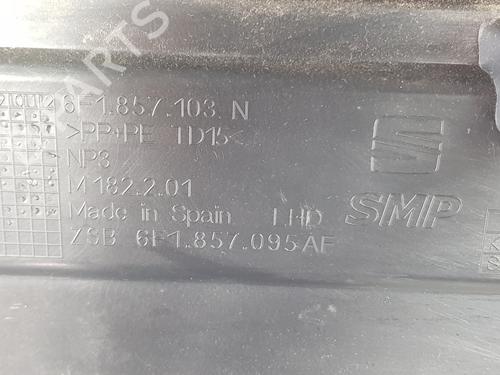 PARTS
6F1.857.103 N
>PP+PE TD15<
NP3
M182.2.01
Made in Spain LHD
SMP
ZSB 6F1.857.095AF